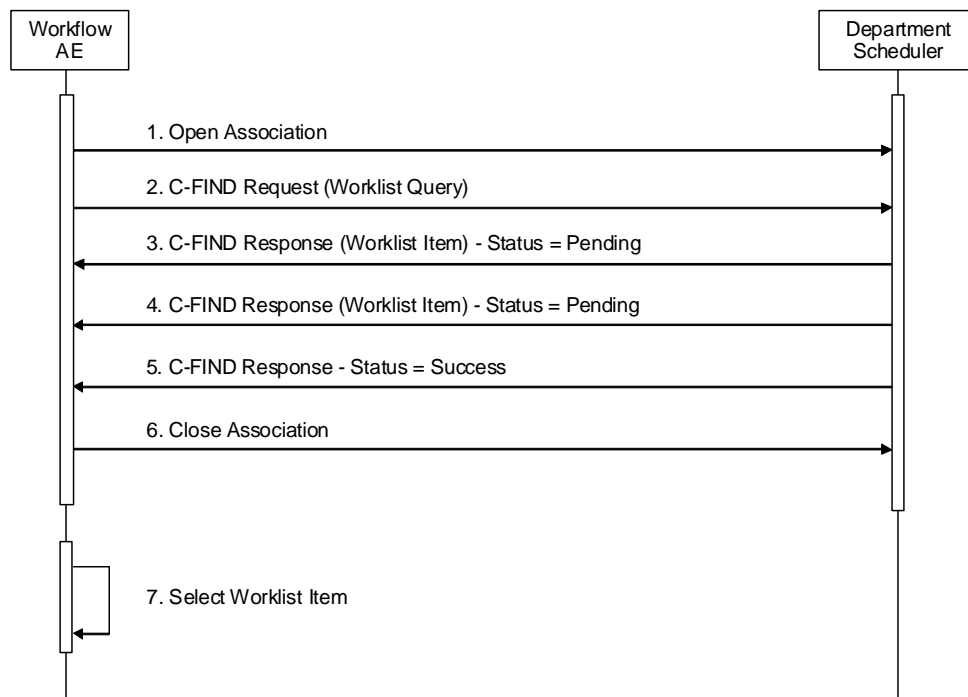 Workflow
AE
Department
Scheduler
1. Open Association
2. C-FIND Request (Worklist Query)
3. C-FIND Response (Worklist Item) - Status = Pending
4. C-FIND Response (Worklist Item) - Status = Pending
5. C-FIND Response - Status = Success
6. Close Association
7. Select Worklist Item